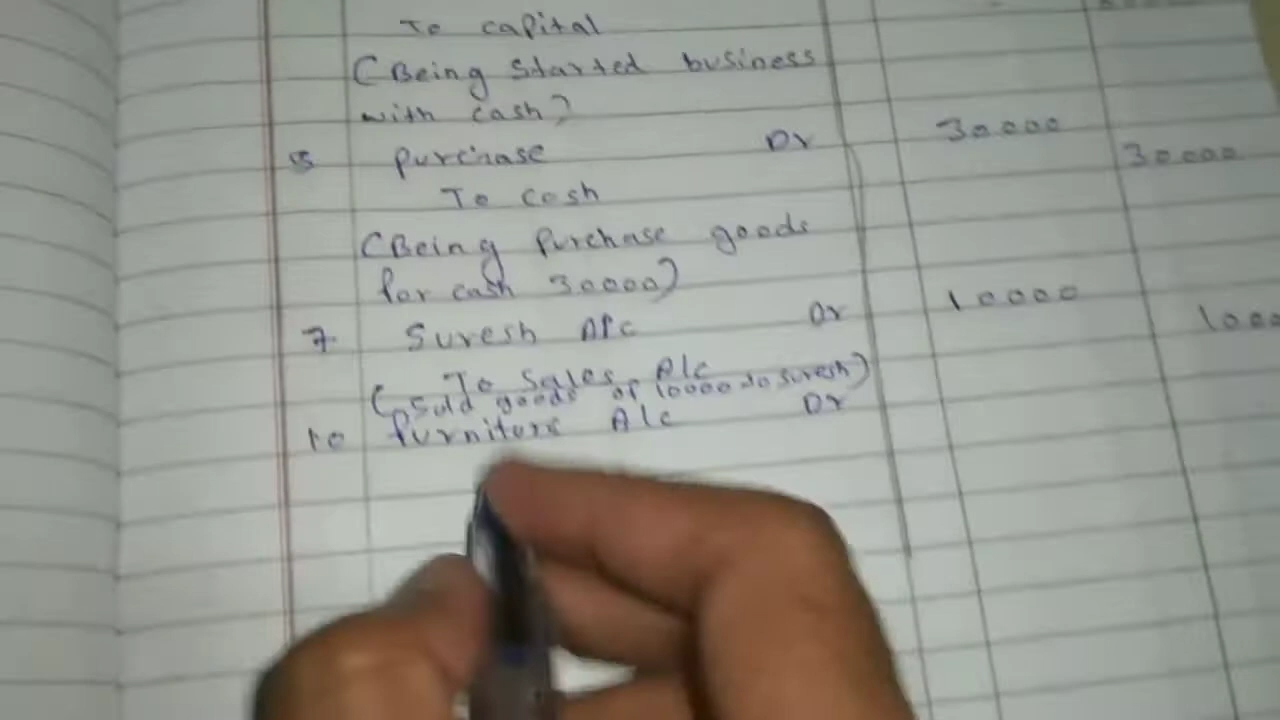 To capital
(Being Started business
with cash)
5 purchase Dr 30000
To cash 30000
(Being Purchase goods
for cash 30000)
7. Suresh A/c Dr 10000
To Sales A/c 1000
(sold goods of 10000 to suresh)
10 furniture A/c Dr